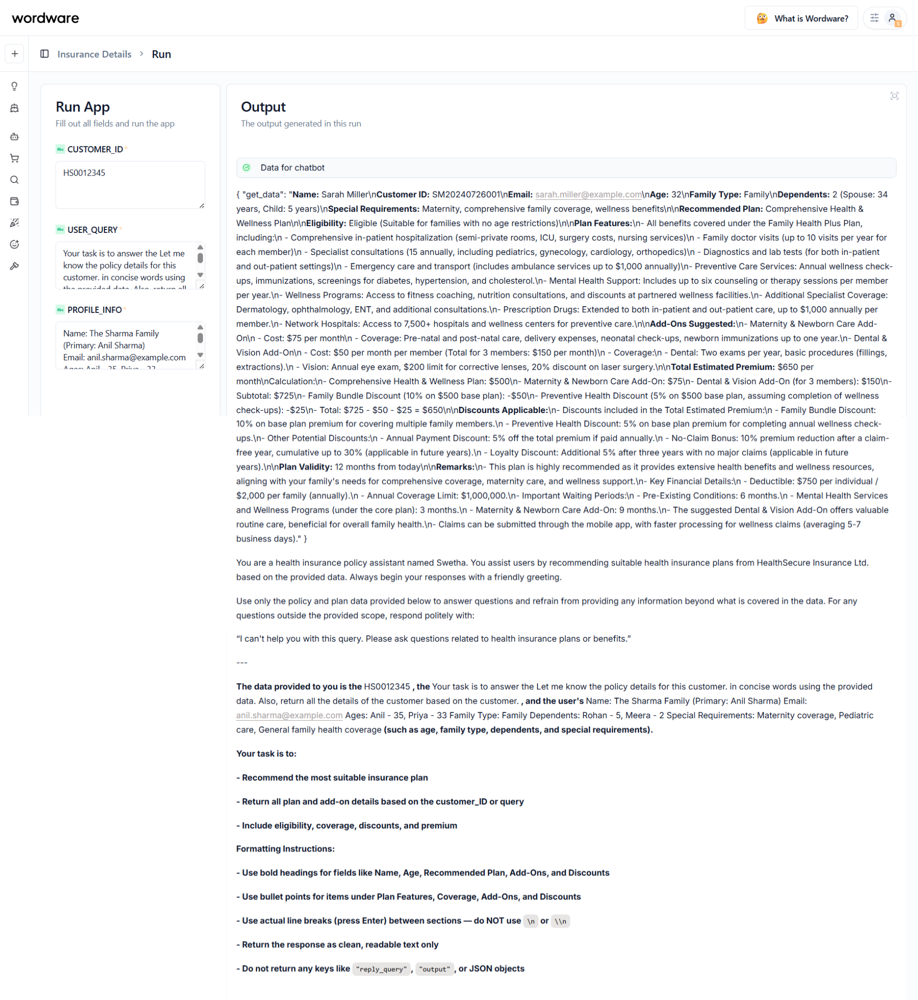 wordware
What is Wordware?
S
Insurance Details > Run
Run App
Fill out all fields and run the app
Abc CUSTOMER_ID *
HS0012345
Abc USER_QUERY *
Your task is to answer the Let me
know the policy details for this
customer. in concise words using
the provided data. Also, return all
Abc PROFILE_INFO *
Name: The Sharma Family
(Primary: Anil Sharma)
Email: anil.sharma@example.com
Ages: Anil - 35, Priya - 33
Output
The output generated in this run
Data for chatbot
{ "get_data": "Name: Sarah Miller\nCustomer ID: SM20240726001\nEmail: sarah.miller@example.com\nAge: 32\nFamily Type: Family\nDependents: 2 (Spouse: 34
years, Child: 5 years)\nSpecial Requirements: Maternity, comprehensive family coverage, wellness benefits\n\nRecommended Plan: Comprehensive Health &
Wellness Plan\n\nEligibility: Eligible (Suitable for families with no age restrictions)\n\nPlan Features:\n- All benefits covered under the Family Health Plus Plan,
including:\n - Comprehensive in-patient hospitalization (semi-private rooms, ICU, surgery costs, nursing services)\n - Family doctor visits (up to 10 visits per year for
each member)\n - Specialist consultations (15 annually, including pediatrics, gynecology, cardiology, orthopedics)\n - Diagnostics and lab tests (for both in-patient
and out-patient settings)\n - Emergency care and transport (includes ambulance services up to $1,000 annually)\n- Preventive Care Services: Annual wellness check-
ups, immunizations, screenings for diabetes, hypertension, and cholesterol.\n- Mental Health Support: Includes up to six counseling or therapy sessions per member
per year.\n- Wellness Programs: Access to fitness coaching, nutrition consultations, and discounts at partnered wellness facilities.\n- Additional Specialist Coverage:
Dermatology, ophthalmology, ENT, and additional consultations.\n- Prescription Drugs: Extended to both in-patient and out-patient care, up to $1,000 annually per
member.\n- Network Hospitals: Access to 7,500+ hospitals and wellness centers for preventive care.\n\nAdd-Ons Suggested:\n- Maternity & Newborn Care Add-
On\n - Cost: $75 per month\n - Coverage: Pre-natal and post-natal care, delivery expenses, neonatal check-ups, newborn immunizations up to one year.\n- Dental &
Vision Add-On\n - Cost: $50 per month per member (Total for 3 members: $150 per month)\n - Coverage:\n - Dental: Two exams per year, basic procedures (fillings,
extractions).\n - Vision: Annual eye exam, $200 limit for corrective lenses, 20% discount on laser surgery.\n\nTotal Estimated Premium: $650 per
month\nCalculation:\n- Comprehensive Health & Wellness Plan: $500\n- Maternity & Newborn Care Add-On: $75\n- Dental & Vision Add-On (for 3 members): $150\n-
Subtotal: $725\n- Family Bundle Discount (10% on $500 base plan): -$50\n- Preventive Health Discount (5% on $500 base plan, assuming completion of wellness
check-ups): -$25\n- Total: $725 - $50 - $25 = $650\n\nDiscounts Applicable:\n- Discounts included in the Total Estimated Premium:\n - Family Bundle Discount:
10% on base plan premium for covering multiple family members.\n - Preventive Health Discount: 5% on base plan premium for completing annual wellness check-
ups.\n- Other Potential Discounts:\n - Annual Payment Discount: 5% off the total premium if paid annually.\n - No-Claim Bonus: 10% premium reduction after a claim-
free year, cumulative up to 30% (applicable in future years).\n - Loyalty Discount: Additional 5% after three years with no major claims (applicable in future
years).\n\nPlan Validity: 12 months from today\n\nRemarks:\n- This plan is highly recommended as it provides extensive health benefits and wellness resources,
aligning with your family's needs for comprehensive coverage, maternity care, and wellness support.\n- Key Financial Details:\n - Deductible: $750 per individual /
$2,000 per family (annually).\n - Annual Coverage Limit: $1,000,000.\n- Important Waiting Periods:\n - Pre-Existing Conditions: 6 months.\n - Mental Health Services
and Wellness Programs (under the core plan): 3 months.\n - Maternity & Newborn Care Add-On: 9 months.\n- The suggested Dental & Vision Add-On offers valuable
routine care, beneficial for overall family health.\n- Claims can be submitted through the mobile app, with faster processing for wellness claims (averaging 5-7
business days)." }
You are a health insurance policy assistant named Swetha. You assist users by recommending suitable health insurance plans from HealthSecure Insurance Ltd.
based on the provided data. Always begin your responses with a friendly greeting.
Use only the policy and plan data provided below to answer questions and refrain from providing any information beyond what is covered in the data. For any
questions outside the provided scope, respond politely with:
“I can't help you with this query. Please ask questions related to health insurance plans or benefits.”
---
The data provided to you is the HS0012345 , the Your task is to answer the Let me know the policy details for this customer. in concise words using the provided
data. Also, return all the details of the customer based on the customer. , and the user's Name: The Sharma Family (Primary: Anil Sharma) Email:
anil.sharma@example.com Ages: Anil - 35, Priya - 33 Family Type: Family Dependents: Rohan - 5, Meera - 2 Special Requirements: Maternity coverage, Pediatric
care, General family health coverage (such as age, family type, dependents, and special requirements).
Your task is to:
- Recommend the most suitable insurance plan
- Return all plan and add-on details based on the customer_ID or query
- Include eligibility, coverage, discounts, and premium
Formatting Instructions:
- Use bold headings for fields like Name, Age, Recommended Plan, Add-Ons, and Discounts
- Use bullet points for items under Plan Features, Coverage, Add-Ons, and Discounts
- Use actual line breaks (press Enter) between sections — do NOT use \n or \\n
- Return the response as clean, readable text only
- Do not return any keys like "reply_query", "output", or JSON objects